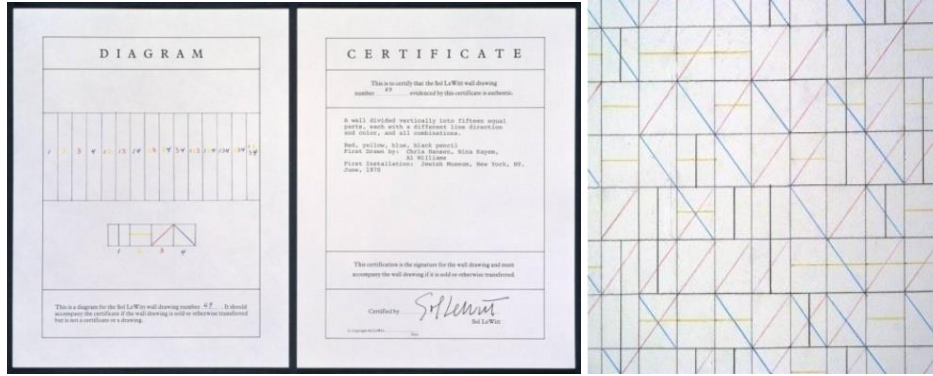 DIAGRAM
1 2 3 4
1 2 3 4
This is a diagram for the Sol LeWitt wall drawing number 49 . It should
accompany the certificate if the wall drawing is sold or otherwise transferred
but is not a certificate or a drawing.
CERTIFICATE
This is to certify that the Sol LeWitt wall drawing
number 49 evidenced by this certificate is authentic.
A wall divided vertically into fifteen equal
parts, each with a different line direction
and color, and all combinations.
Red, yellow, blue, black pencil
First Drawn by: Chris Hansen, Nina Kayem,
Al Williams
First Installation: Jewish Museum, New York, NY.
June, 1970
This certification is the signature for the wall drawing and must
accompany the wall drawing if it is sold or otherwise transferred.
Certified by Sol LeWitt
Sol LeWitt